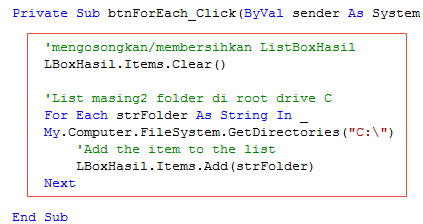 Private Sub btnForEach_Click(ByVal sender As System
'mengosongkan/membersihkan ListBoxHasil
LBoxHasil.Items.Clear()
'List masing2 folder di root drive C
For Each strFolder As String In _
My.Computer.FileSystem.GetDirectories("C:\")
'Add the item to the list
LBoxHasil.Items.Add(strFolder)
Next
End Sub